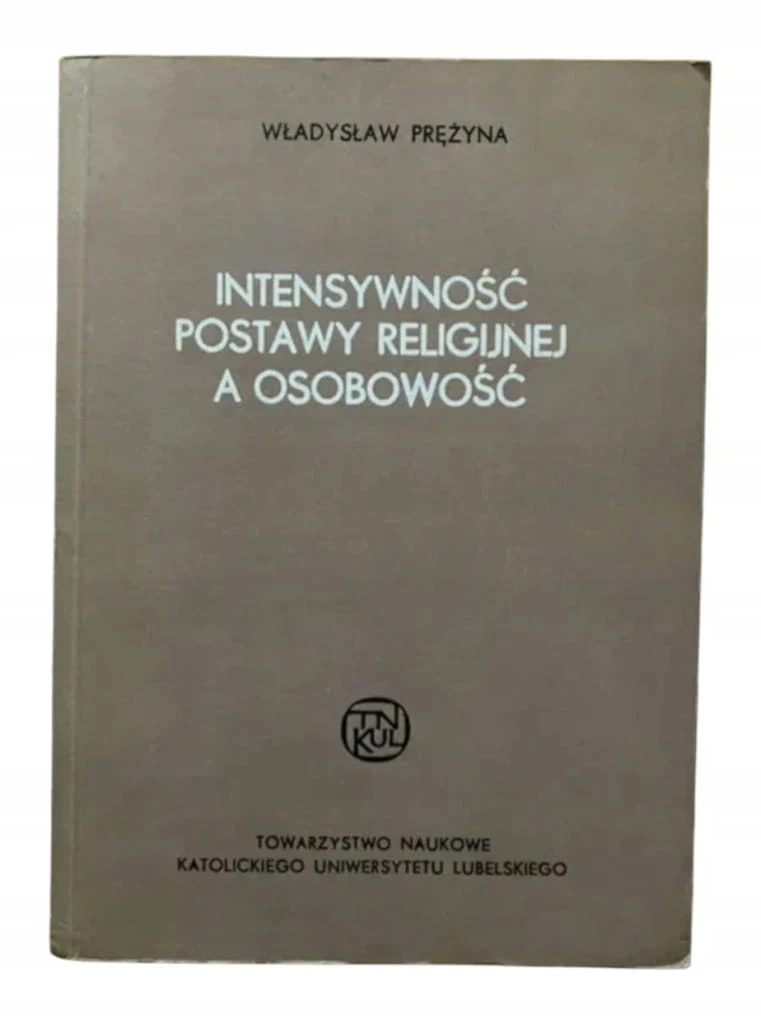 WŁADYSŁAW PRĘŻYNA
INTENSYWNOŚĆ
POSTAWY RELIGIJNEJ
A OSOBOWOŚĆ
TN
KUL
TOWARZYSTWO NAUKOWE
KATOLICKIEGO UNIWERSYTETU LUBELSKIEGO